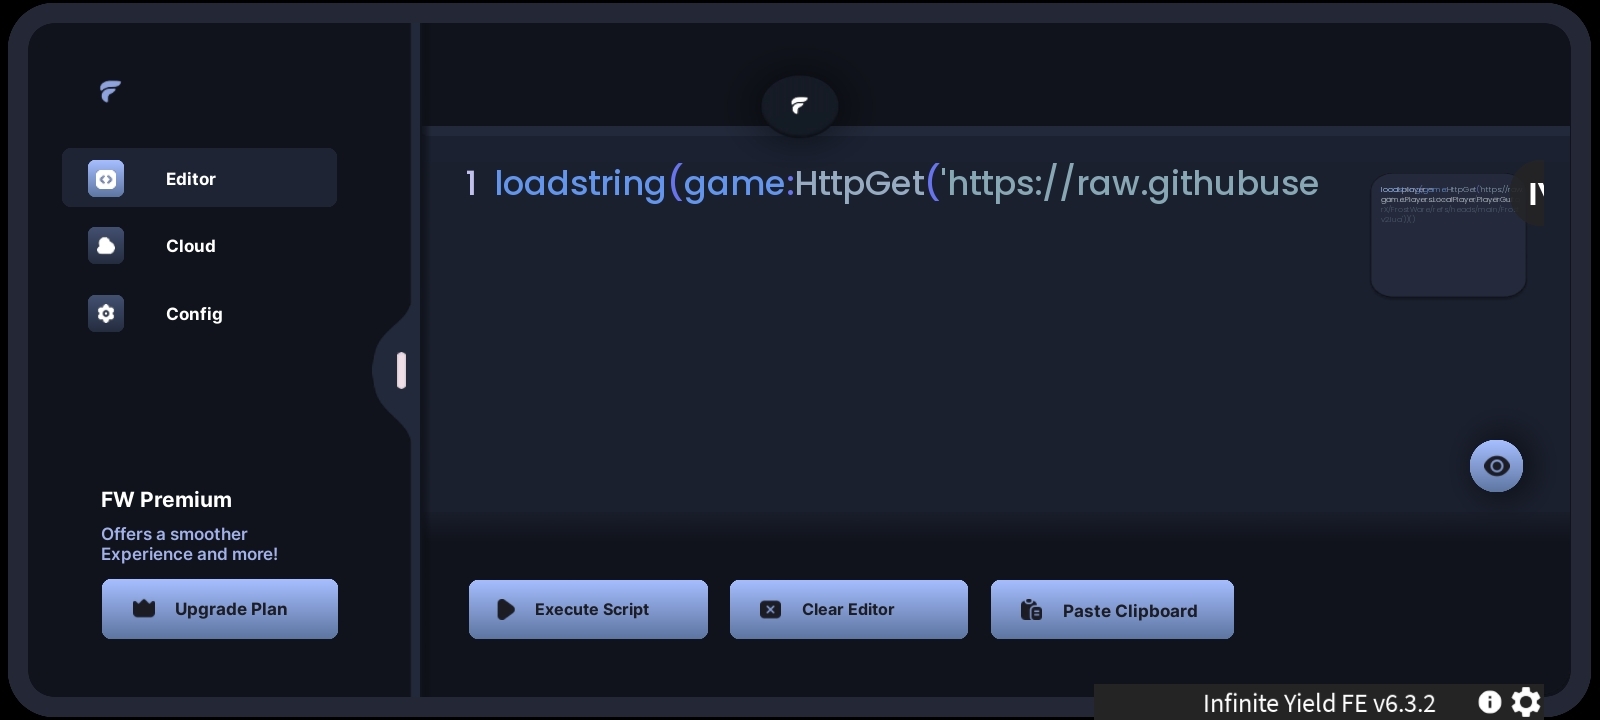 Editor
1 loadstring(game:HttpGet('https://raw.githubuse
Cloud
Config
FW Premium
Offers a smoother
Experience and more!
Upgrade Plan
Execute Script
Clear Editor
Paste Clipboard
Infinite Yield FE v6.3.2